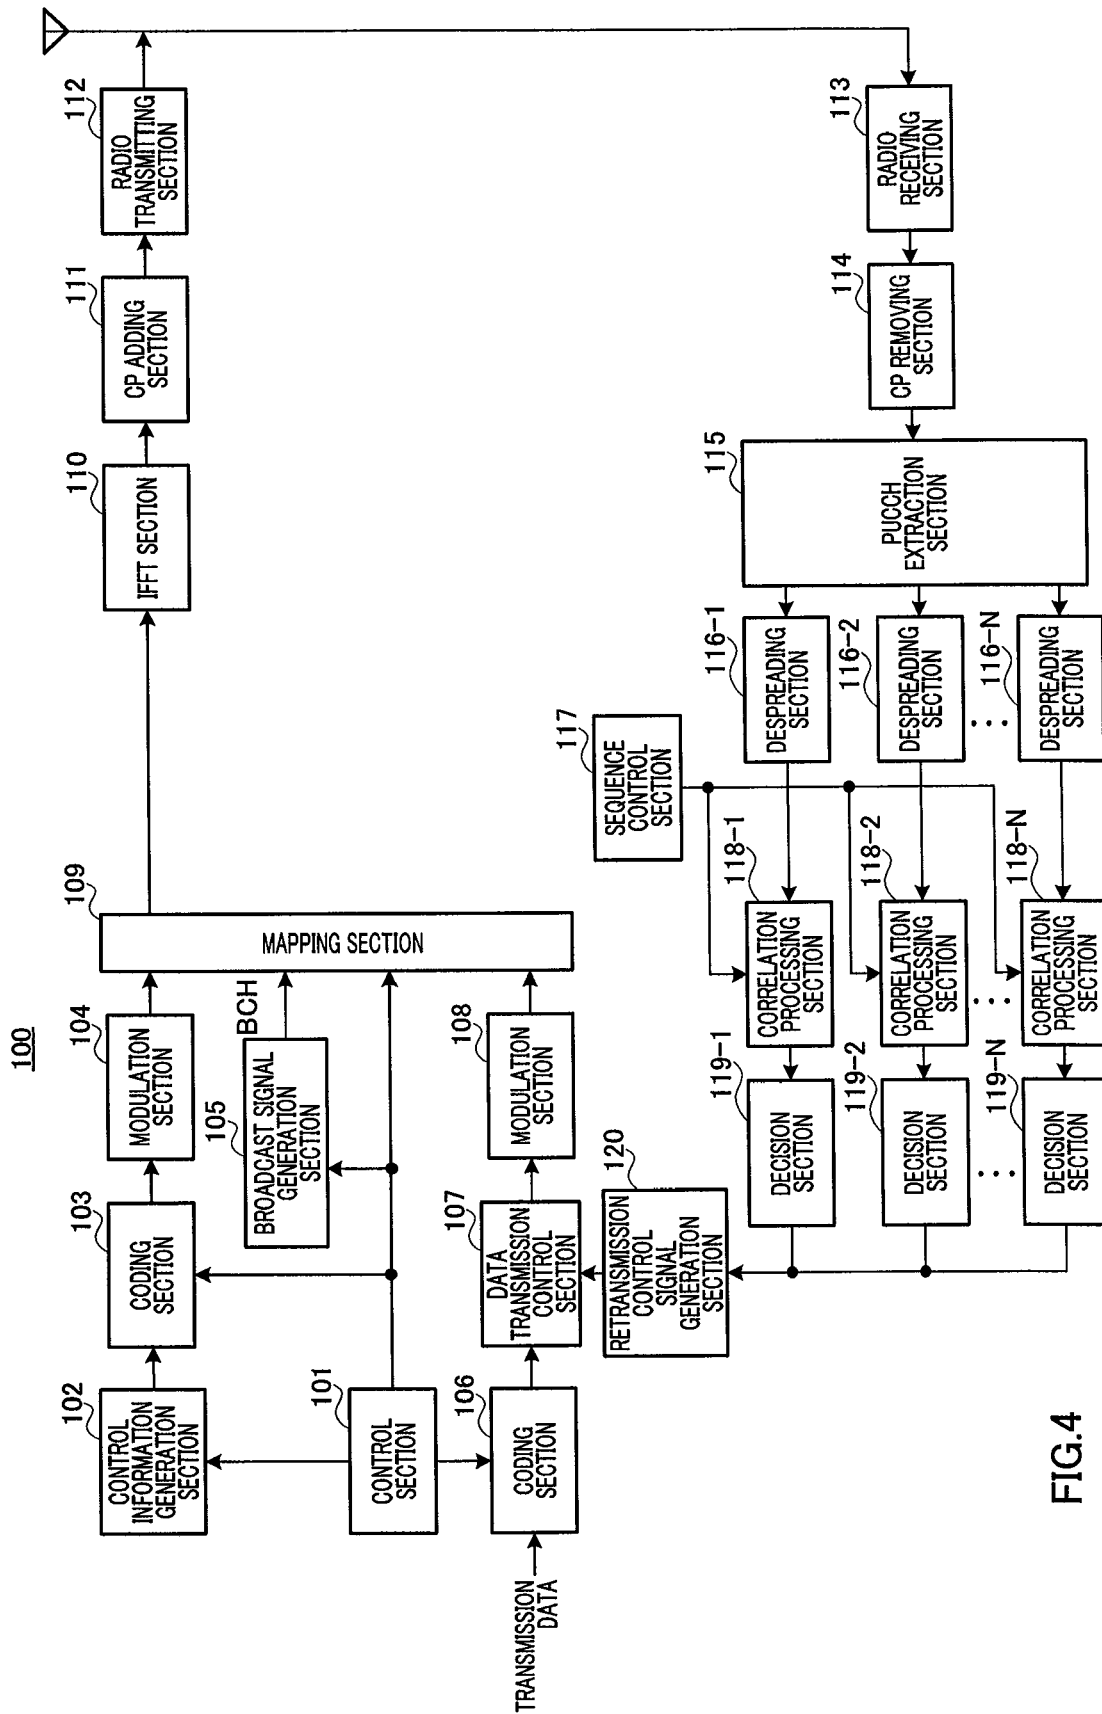 100
102
CONTROL
INFORMATION
GENERATION
SECTION
103
CODING
SECTION
104
MODULATION
SECTION
109
MAPPING SECTION
110
IFFT SECTION
111
CP ADDING
SECTION
112
RADIO
TRANSMITTING
SECTION
105
BROADCAST SIGNAL
GENERATION
SECTION
BCH
101
CONTROL
SECTION
TRANSMISSION
DATA
106
CODING
SECTION
107
DATA
TRANSMISSION
CONTROL
SECTION
108
MODULATION
SECTION
120
RETRANSMISSION
CONTROL
SIGNAL
GENERATION
SECTION
117
SEQUENCE
CONTROL
SECTION
119-1
DECISION
SECTION
118-1
CORRELATION
PROCESSING
SECTION
116-1
DESPREADING
SECTION
115
PUCCH
EXTRACTION
SECTION
114
CP REMOVING
SECTION
113
RADIO
RECEIVING
SECTION
119-2
DECISION
SECTION
118-2
CORRELATION
PROCESSING
SECTION
116-2
DESPREADING
SECTION
119-N
DECISION
SECTION
118-N
CORRELATION
PROCESSING
SECTION
116-N
DESPREADING
SECTION
FIG.4